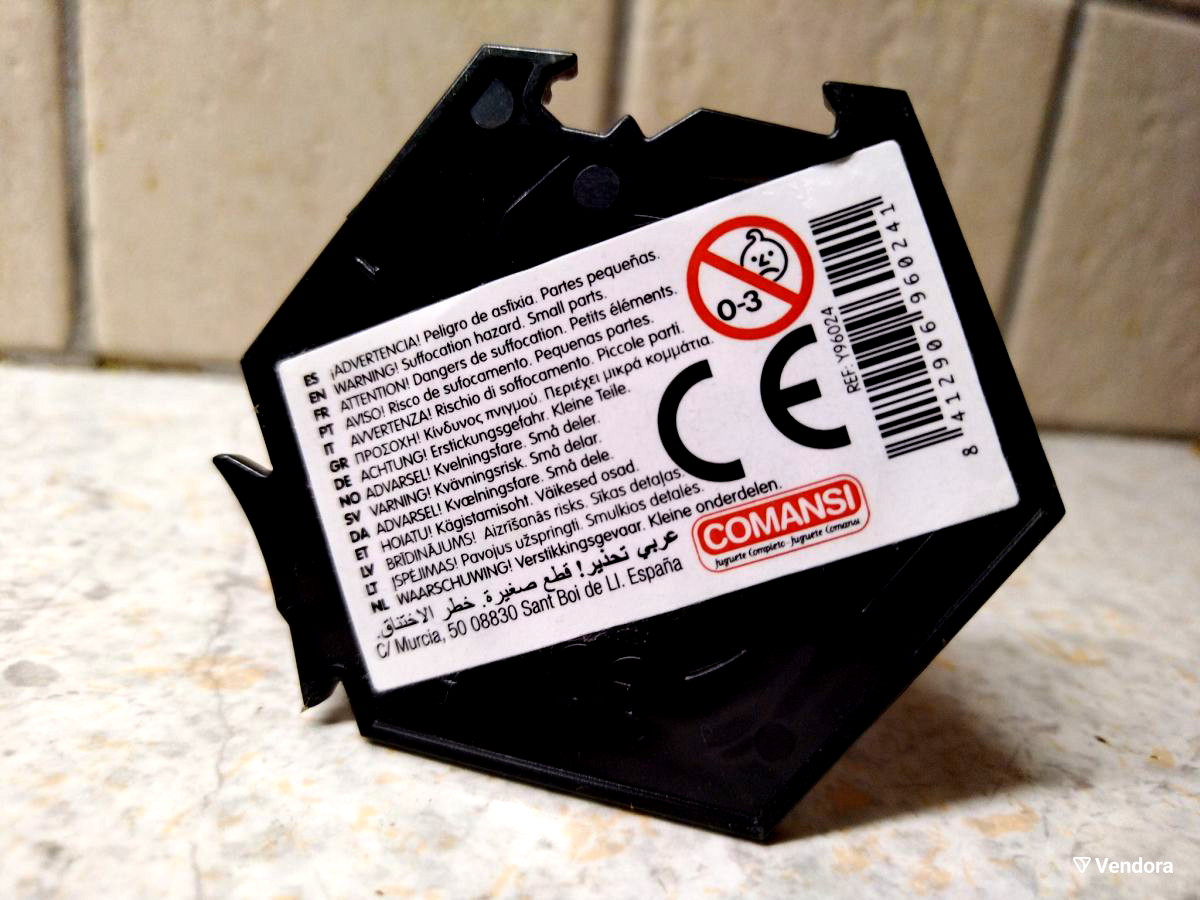 ES ¡ADVERTENCIA! Peligro de asfixia. Partes pequeñas.
EN WARNING! Suffocation hazard. Small parts.
FR ATTENTION! Dangers de suffocation. Petits éléments.
PT AVISO! Risco de sufocamento. Pequenas partes.
IT AVVERTENZA! Rischio di soffocamento. Piccole parti.
GR ΠΡΟΣΟΧΗ! Κίνδυνος πνιγμού. Περιέχει μικρά κομμάτια.
DE ACHTUNG! Erstickungsgefahr. Kleine Teile.
NO ADVARSEL! Kvelningsfare. Små deler.
SV VARNING! Kvävningsrisk. Små delar.
DA ADVARSEL! Kvælningsfare. Små dele.
ET HOIATU! Kägistamisoht. Väikesed osad.
LV BRĪDINĀJUMS! Aizrīšanās risks. Sīkas detaļas.
LT ĮSPĖJIMAS! Pavojus užspringti. Smulkios detalės.
NL WAARSCHUWING! Verstikkingsgevaar. Kleine onderdelen.
عربي تحذير! قطع صغيرة. خطر الاختناق.
C/ Murcia, 50 08830 Sant Boi de Ll. España
0-3
CE
REF: Y96024
8 412906 960241
COMANSI
Juguete Completo - Juguete Comansi
Vendora